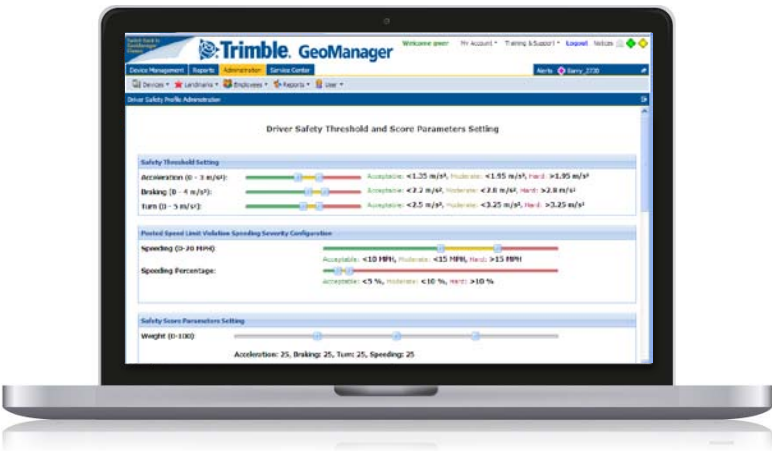 Welcome greer My Account Training & Support Logout Notices
Trimble. GeoManager
Device Management Reports Administration Service Center
Alerts Barry_2700
Devices Landmarks Employees Reports User
Driver Safety Profile Administration
Driver Safety Threshold and Score Parameters Setting
Safety Threshold Setting
Acceleration (0 - 3 m/s²): Acceptable: <1.35 m/s², Moderate: <1.95 m/s², Hard: >1.95 m/s²
Braking (0 - 4 m/s²): Acceptable: <2.2 m/s², Moderate: <2.8 m/s², Hard: >2.8 m/s²
Turn (0 - 5 m/s²): Acceptable: <2.5 m/s², Moderate: <3.25 m/s², Hard: >3.25 m/s²
Posted Speed Limit Violation Speeding Severity Configuration
Speeding (0-20 MPH):
Acceptable: <10 MPH, Moderate: <15 MPH, Hard: >15 MPH
Speeding Percentage:
Acceptable: <5 %, Moderate: <10 %, Hard: >10 %
Safety Score Parameters Setting
Weight (0-100)
Acceleration: 25, Braking: 25, Turn: 25, Speeding: 25